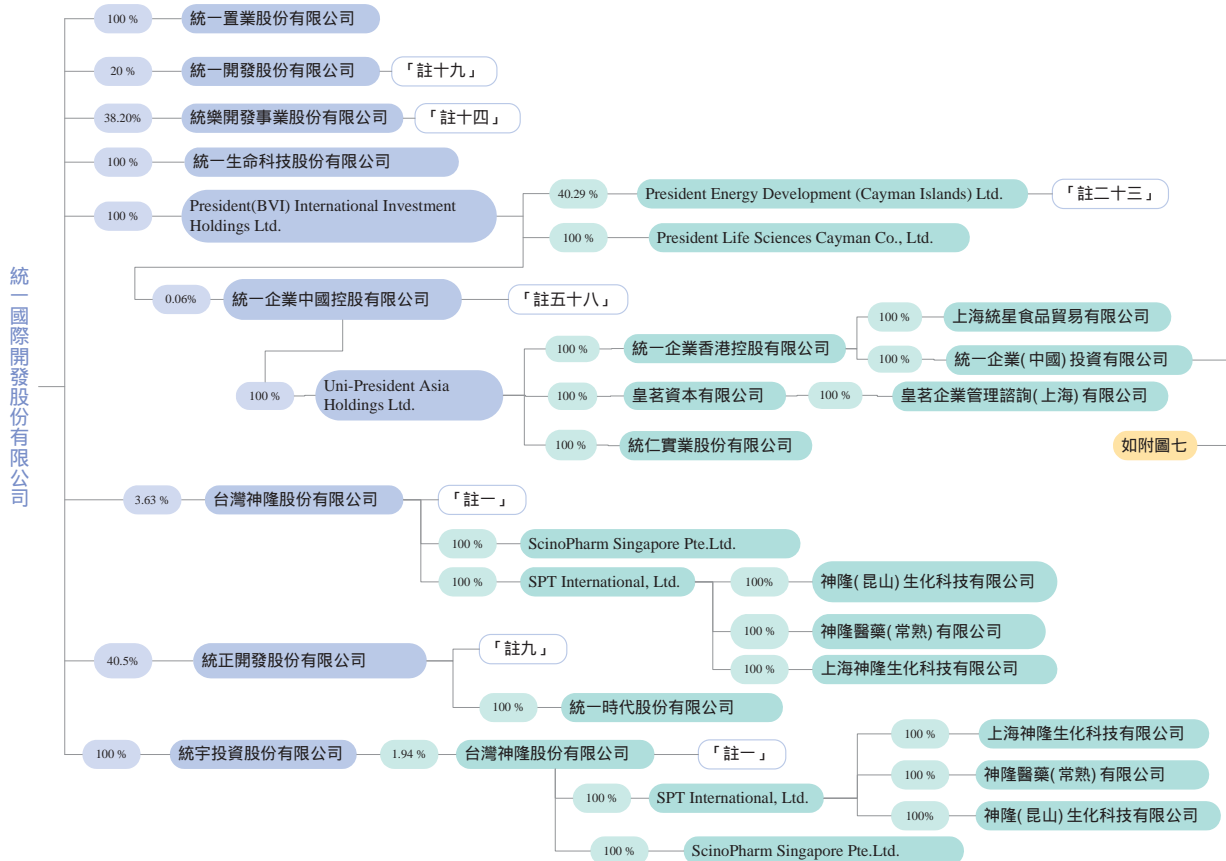 統一國際開發股份有限公司
100 %
統一置業股份有限公司
20 %
統一開發股份有限公司
「註十九」
38.20%
統樂開發事業股份有限公司
「註十四」
100 %
統一生命科技股份有限公司
100 %
President(BVI) International Investment
Holdings Ltd.
40.29 %
President Energy Development (Cayman Islands) Ltd.
「註二十三」
100 %
President Life Sciences Cayman Co., Ltd.
0.06%
統一企業中國控股有限公司
「註五十八」
100 %
Uni-President Asia
Holdings Ltd.
100 %
統一企業香港控股有限公司
100 %
上海統星食品貿易有限公司
100 %
統一企業(中國)投資有限公司
100 %
皇茗資本有限公司
100 %
皇茗企業管理諮詢(上海)有限公司
100 %
統仁實業股份有限公司
如附圖七
3.63 %
台灣神隆股份有限公司
「註一」
100 %
ScinoPharm Singapore Pte.Ltd.
100 %
SPT International, Ltd.
100%
神隆(昆山)生化科技有限公司
100 %
神隆醫藥(常熟)有限公司
100 %
上海神隆生化科技有限公司
40.5%
統正開發股份有限公司
「註九」
100 %
統一時代股份有限公司
100 %
統宇投資股份有限公司
1.94 %
台灣神隆股份有限公司
「註一」
100 %
SPT International, Ltd.
100 %
上海神隆生化科技有限公司
100 %
神隆醫藥(常熟)有限公司
100%
神隆(昆山)生化科技有限公司
100 %
ScinoPharm Singapore Pte.Ltd.